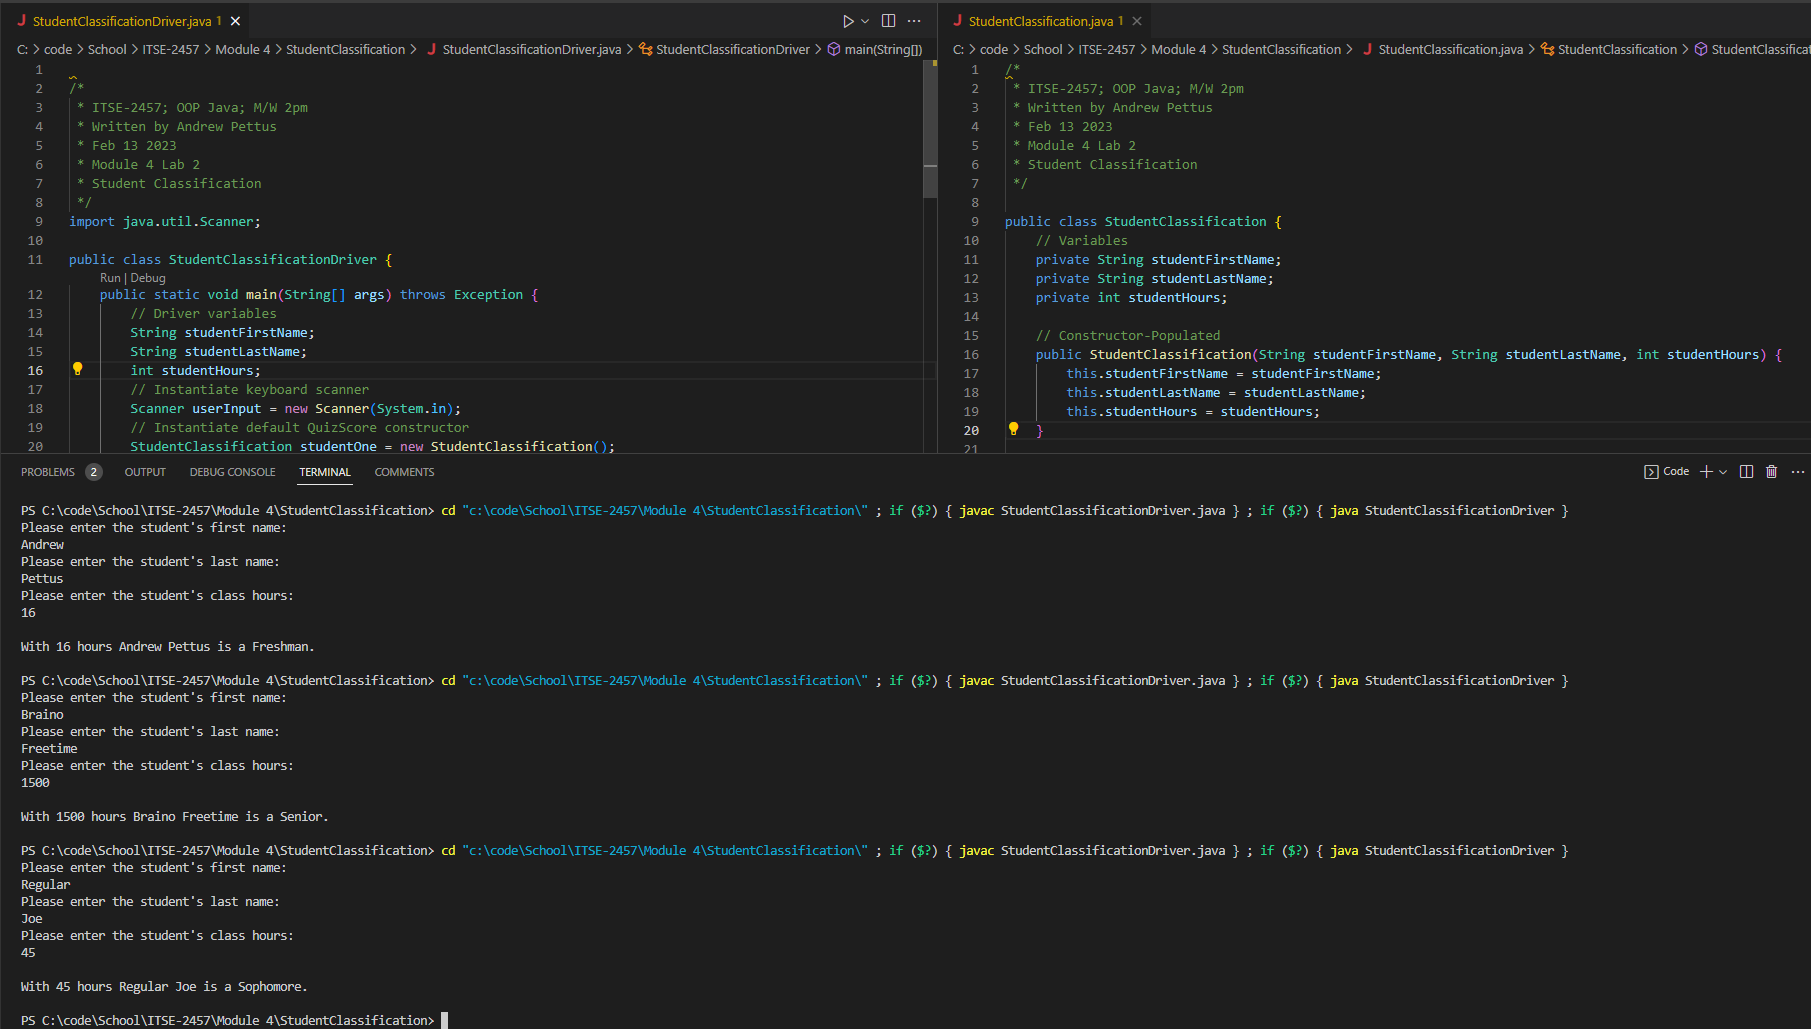 StudentClassificationDriver.java 1
C: > code > School > ITSE-2457 > Module 4 > StudentClassification > StudentClassificationDriver.java > StudentClassificationDriver > main(String[])
1
2 /*
3 * ITSE-2457; OOP Java; M/W 2pm
4 * Written by Andrew Pettus
5 * Feb 13 2023
6 * Module 4 Lab 2
7 * Student Classification
8 */
9 import java.util.Scanner;
10
11 public class StudentClassificationDriver {
Run | Debug
12 public static void main(String[] args) throws Exception {
13 // Driver variables
14 String studentFirstName;
15 String studentLastName;
16 int studentHours;
17 // Instantiate keyboard scanner
18 Scanner userInput = new Scanner(System.in);
19 // Instantiate default QuizScore constructor
20 StudentClassification studentOne = new StudentClassification();
StudentClassification.java 1
C: > code > School > ITSE-2457 > Module 4 > StudentClassification > StudentClassification.java > StudentClassification > StudentClassificat
1 /*
2 * ITSE-2457; OOP Java; M/W 2pm
3 * Written by Andrew Pettus
4 * Feb 13 2023
5 * Module 4 Lab 2
6 * Student Classification
7 */
8
9 public class StudentClassification {
10 // Variables
11 private String studentFirstName;
12 private String studentLastName;
13 private int studentHours;
14
15 // Constructor-Populated
16 public StudentClassification(String studentFirstName, String studentLastName, int studentHours) {
17 this.studentFirstName = studentFirstName;
18 this.studentLastName = studentLastName;
19 this.studentHours = studentHours;
20 }
21
PROBLEMS 2 OUTPUT DEBUG CONSOLE TERMINAL COMMENTS
Code
PS C:\code\School\ITSE-2457\Module 4\StudentClassification> cd "c:\code\School\ITSE-2457\Module 4\StudentClassification\" ; if ($?) { javac StudentClassificationDriver.java } ; if ($?) { java StudentClassificationDriver }
Please enter the student's first name:
Andrew
Please enter the student's last name:
Pettus
Please enter the student's class hours:
16
With 16 hours Andrew Pettus is a Freshman.
PS C:\code\School\ITSE-2457\Module 4\StudentClassification> cd "c:\code\School\ITSE-2457\Module 4\StudentClassification\" ; if ($?) { javac StudentClassificationDriver.java } ; if ($?) { java StudentClassificationDriver }
Please enter the student's first name:
Braino
Please enter the student's last name:
Freetime
Please enter the student's class hours:
1500
With 1500 hours Braino Freetime is a Senior.
PS C:\code\School\ITSE-2457\Module 4\StudentClassification> cd "c:\code\School\ITSE-2457\Module 4\StudentClassification\" ; if ($?) { javac StudentClassificationDriver.java } ; if ($?) { java StudentClassificationDriver }
Please enter the student's first name:
Regular
Please enter the student's last name:
Joe
Please enter the student's class hours:
45
With 45 hours Regular Joe is a Sophomore.
PS C:\code\School\ITSE-2457\Module 4\StudentClassification>